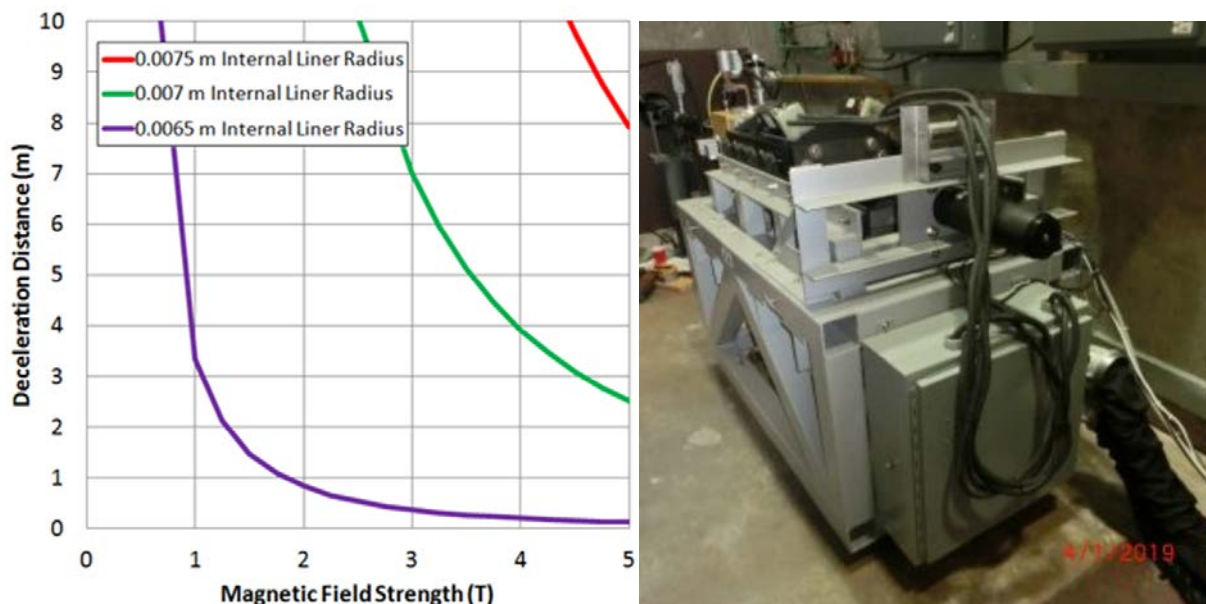 10
9
8
7
6
5
4
3
2
1
0
Deceleration Distance (m)
0.0075 m Internal Liner Radius
0.007 m Internal Liner Radius
0.0065 m Internal Liner Radius
0 1 2 3 4 5
Magnetic Field Strength (T)
4/1/2019